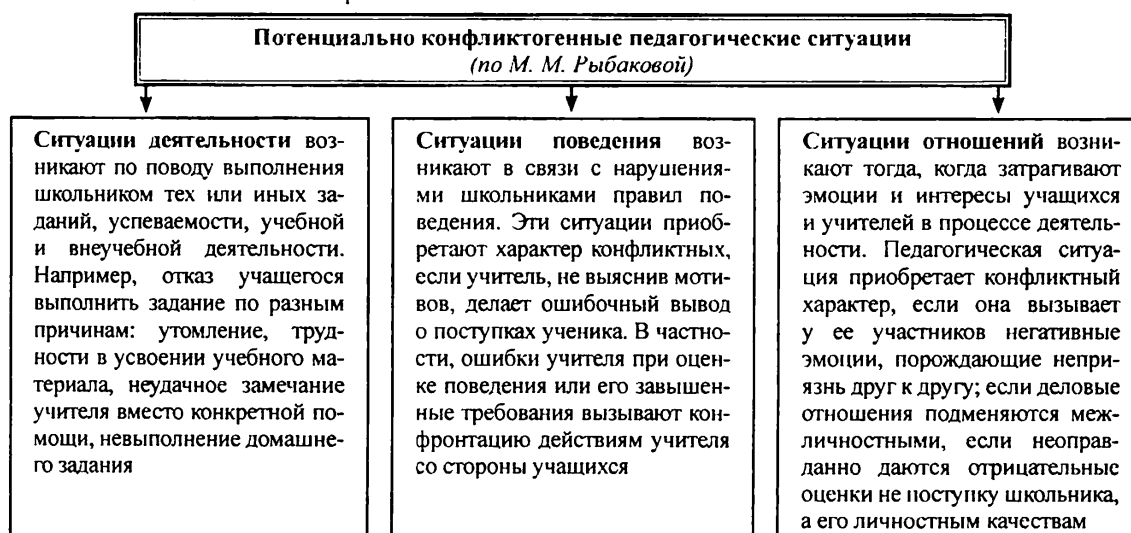 Потенциально конфликтогенные педагогические ситуации
(по М. М. Рыбаковой)
Ситуации деятельности воз-
никают по поводу выполнения
школьником тех или иных за-
даний, успеваемости, учебной
и внеучебной деятельности.
Например, отказ учащегося
выполнить задание по разным
причинам: утомление, труд-
ности в усвоении учебного ма-
териала, неудачное замечание
учителя вместо конкретной по-
мощи, невыполнение домашне-
го задания
Ситуации поведения воз-
никают в связи с нарушения-
ми школьниками правил по-
ведения. Эти ситуации приоб-
ретают характер конфликтных,
если учитель, не выяснив моти-
вов, делает ошибочный вывод
о поступках ученика. В частно-
сти, ошибки учителя при оцен-
ке поведения или его завышен-
ные требования вызывают кон-
фронтацию действиям учителя
со стороны учащихся
Ситуации отношений возни-
кают тогда, когда затрагивают
эмоции и интересы учащихся
и учителей в процессе деятель-
ности. Педагогическая ситуа-
ция приобретает конфликтный
характер, если она вызывает
у ее участников негативные
эмоции, порождающие непри-
язнь друг к другу; если деловые
отношения подменяются меж-
личностными, если неоправ-
данно даются отрицательные
оценки не поступку школьника,
а его личностным качествам